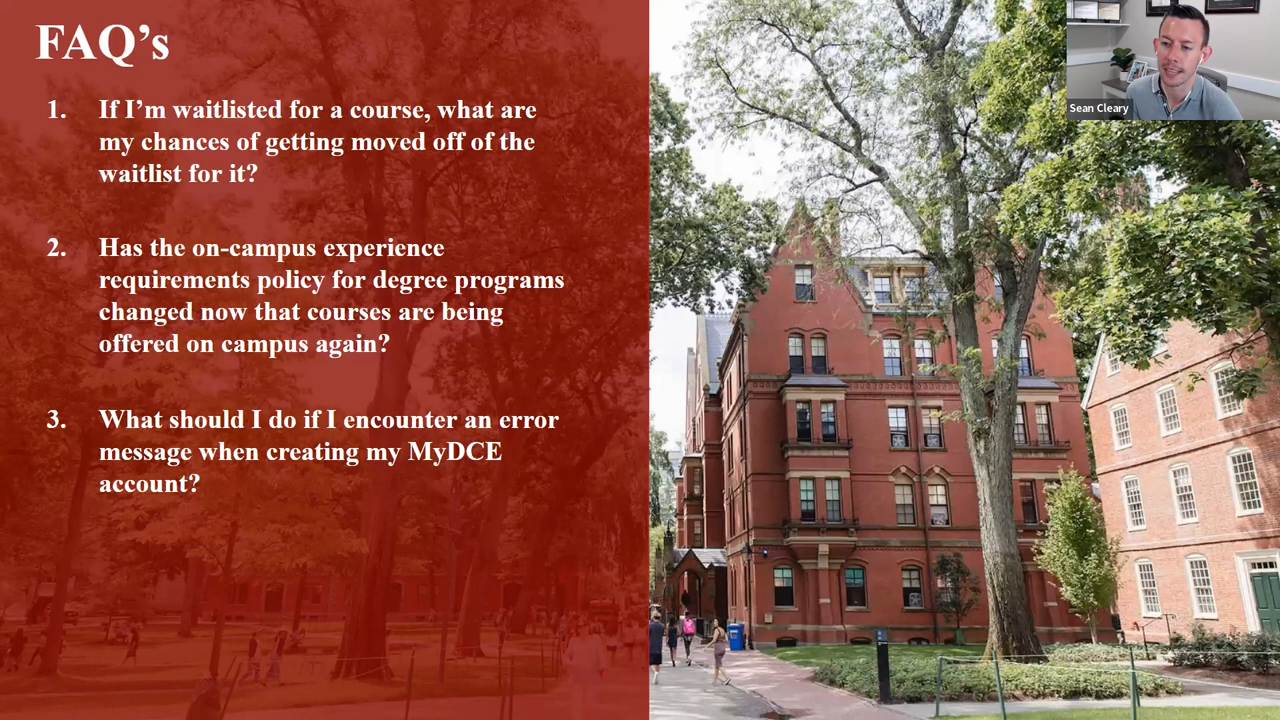 FAQ’s
1. If I’m waitlisted for a course, what are
my chances of getting moved off of the
waitlist for it?
2. Has the on-campus experience
requirements policy for degree programs
changed now that courses are being
offered on campus again?
3. What should I do if I encounter an error
message when creating my MyDCE
account?
Sean Cleary